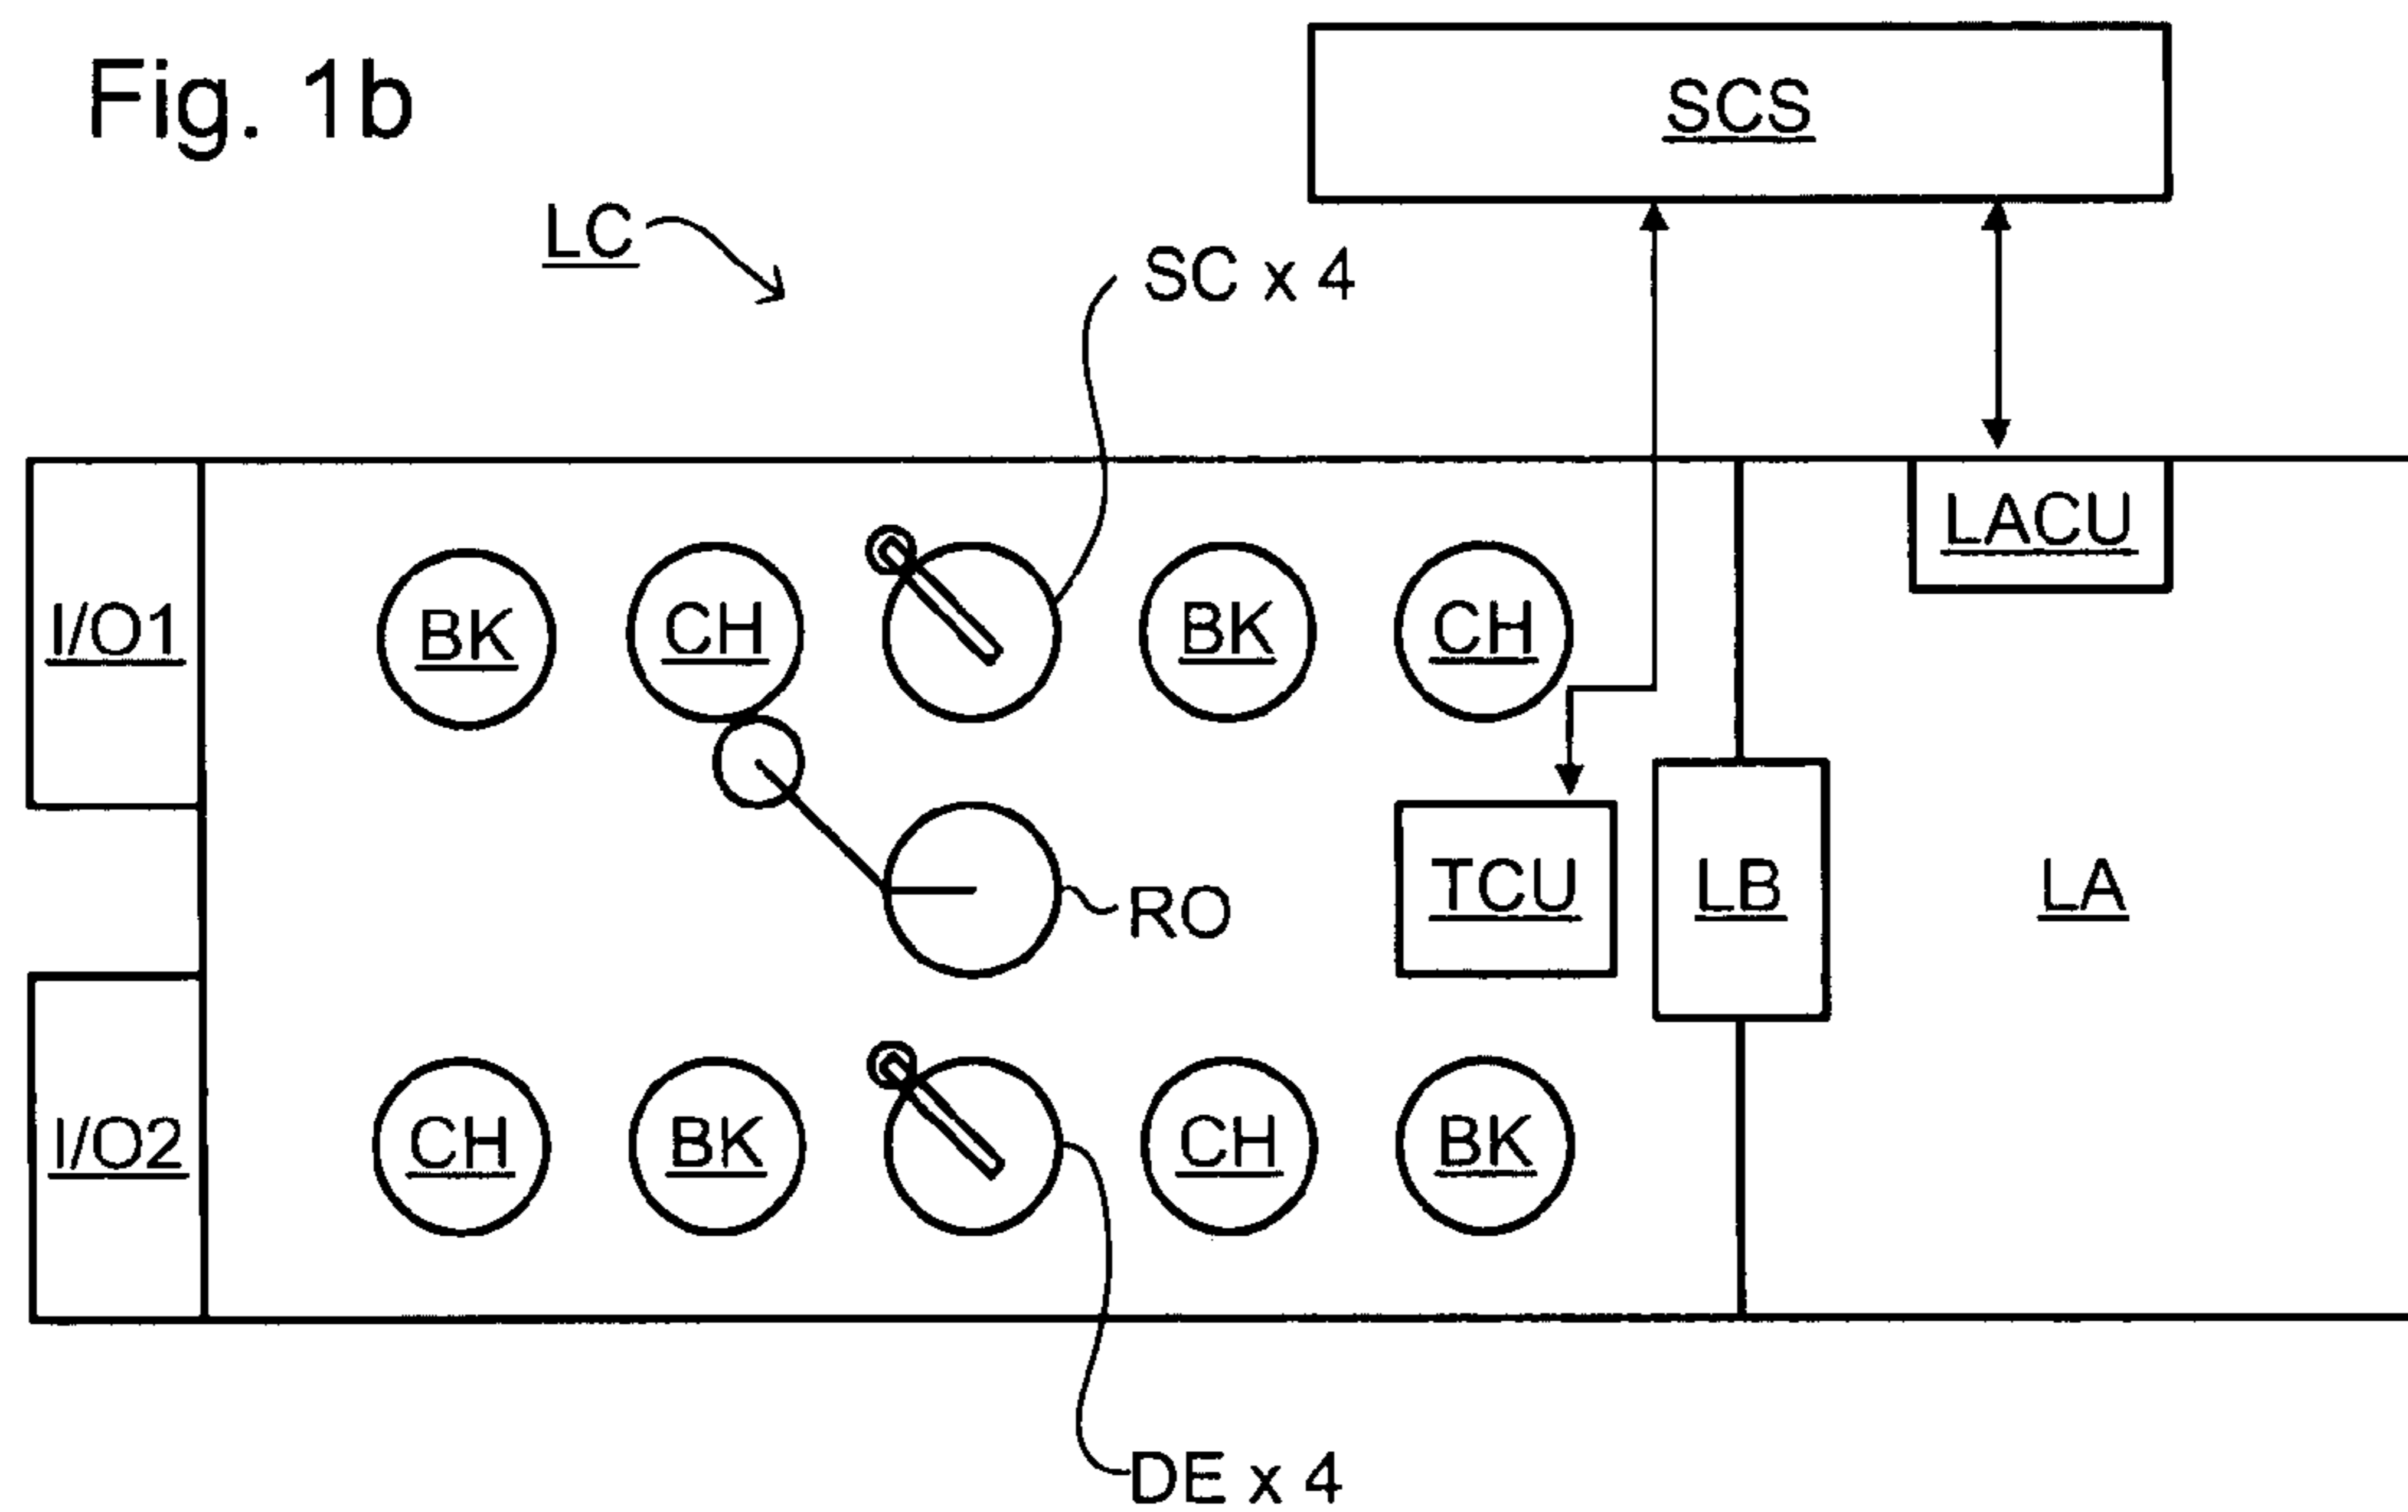 Fig. 1b
SCS
LC
SC x 4
LACU
I/O1
BK
CH
BK
CH
TCU
LB
LA
RO
I/O2
CH
BK
CH
BK
DE x 4